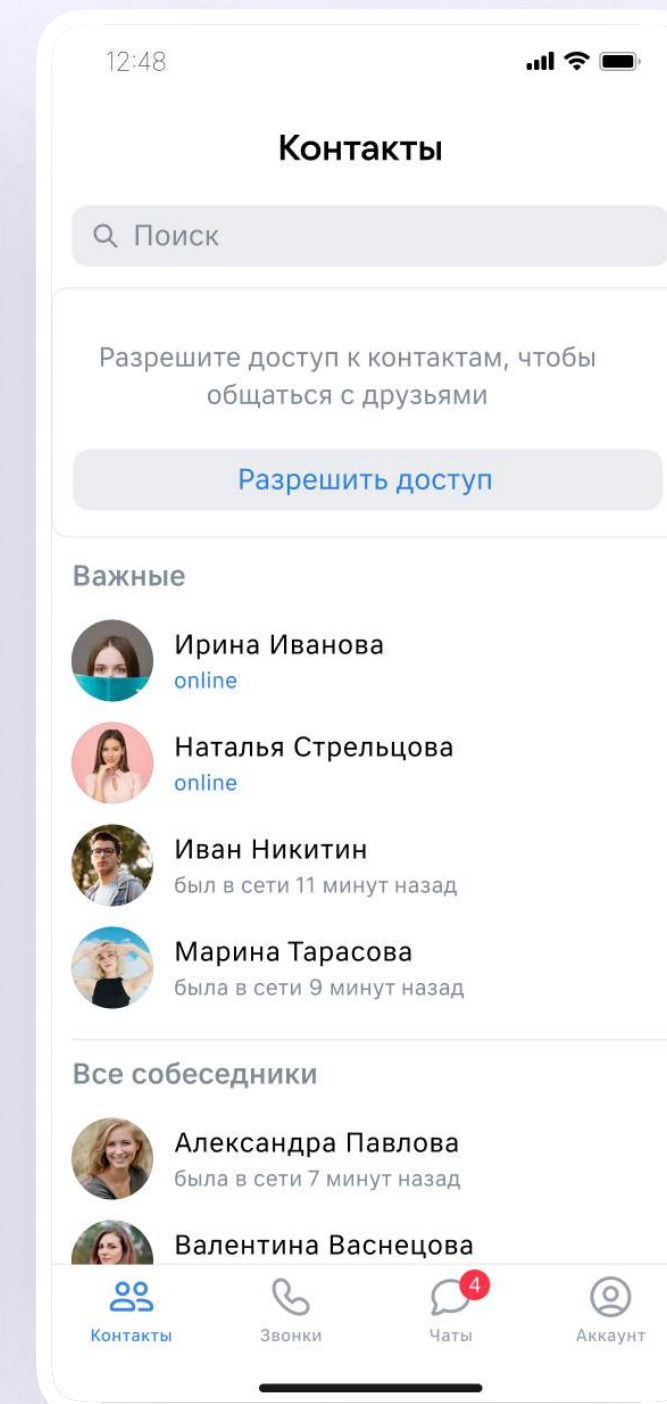 12:48
Контакты
Поиск
Разрешите доступ к контактам, чтобы
общаться с друзьями
Разрешить доступ
Важные
Ирина Иванова
online
Наталья Стрельцова
online
Иван Никитин
был в сети 11 минут назад
Марина Тарасова
была в сети 9 минут назад
Все собеседники
Александра Павлова
была в сети 7 минут назад
Валентина Васнецова
4
Контакты Звонки Чаты Аккаунт